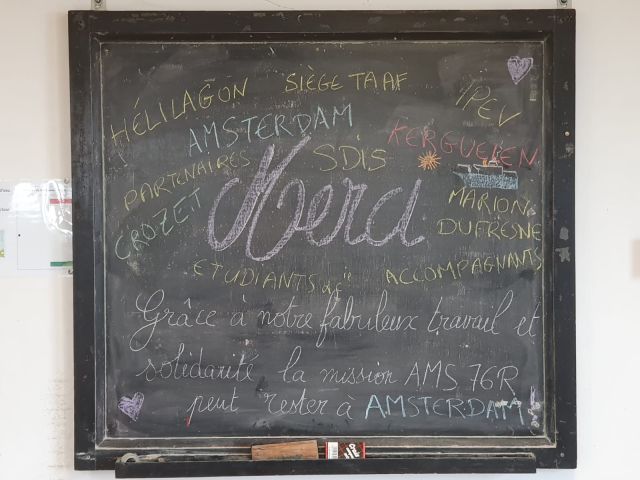 HÉLILAGON
SIÈGE TAAF
IPEV
AMSTERDAM
KERGUELEN
PARTENAIRES
SDIS
CROZET
Merci
MARION
DUFRESNE
ETUDIANTS
ACCOMPAGNANTS
Grâce à notre fabuleux travail et
solidarité la mission AMS 76R
peut rester à AMSTERDAM!